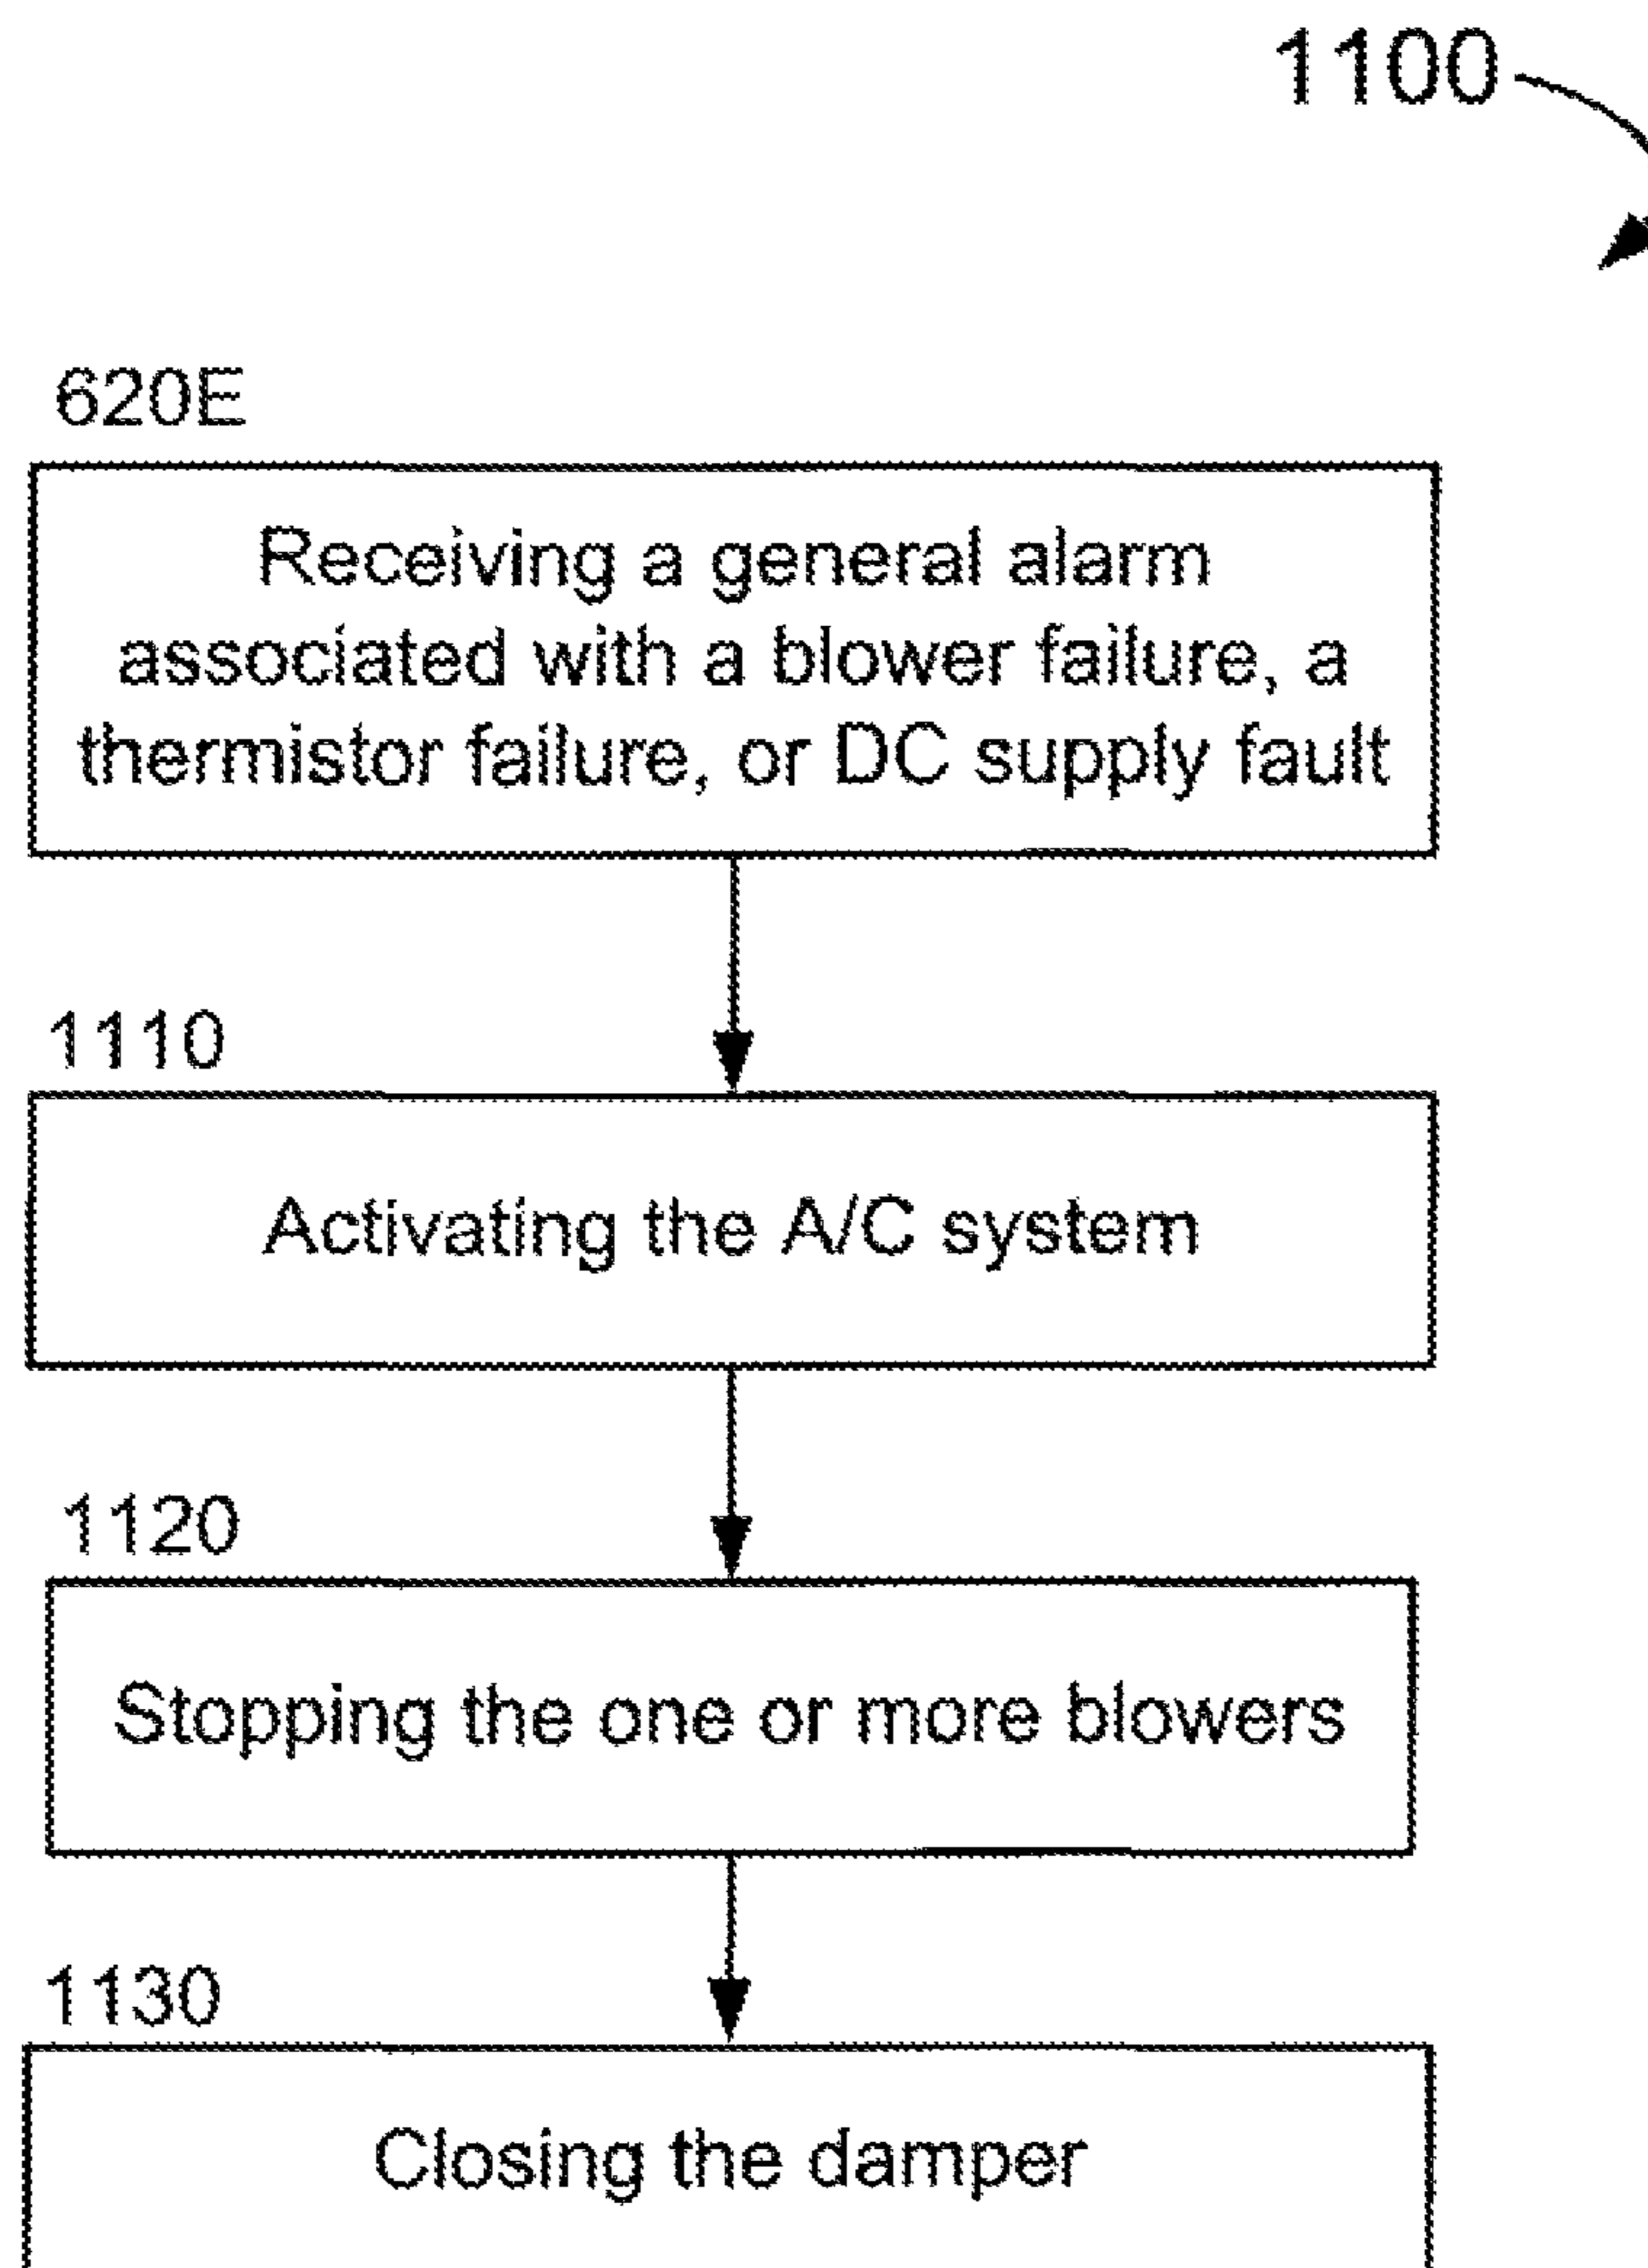 1100
620E
Receiving a general alarm
associated with a blower failure, a
thermistor failure, or DC supply fault
1110
Activating the A/C system
1120
Stopping the one or more blowers
1130
Closing the damper